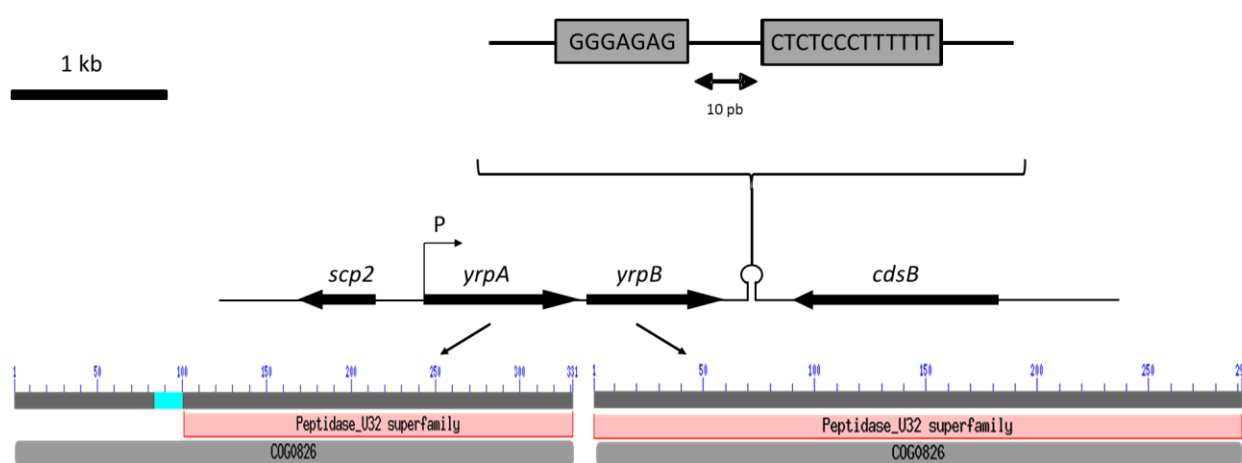 GGGAGAG CTCTCCCTTTTTT
1 kb
10 pb
P
scp2 yrpA yrpB cdsB
1 50 100 150 200 250 300 331 1 50 100 150 200 250 29
Peptidase_U32 superfamily Peptidase_U32 superfamily
COG0826 COG0826